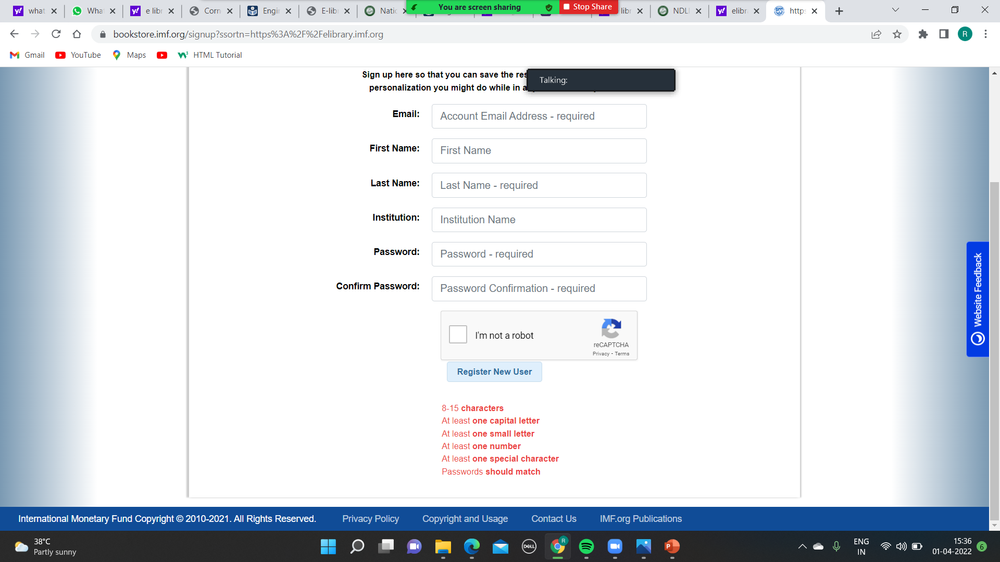 what
What
e libr
Corn
Engi
E-lib
Natio
You are screen sharing
Stop Share
libr
NDLI
elibr
https
bookstore.imf.org/signup?ssortn=https%3A%2F%2Felibrary.imf.org
R
Gmail
YouTube
Maps
HTML Tutorial
Sign up here so that you can save the res
personalization you might do while in a
Talking:
Email:
Account Email Address - required
First Name:
First Name
Last Name:
Last Name - required
Institution:
Institution Name
Password:
Password - required
Confirm Password:
Password Confirmation - required
I'm not a robot
reCAPTCHA
Privacy - Terms
Register New User
8-15 characters
At least one capital letter
At least one small letter
At least one number
At least one special character
Passwords should match
Website Feedback
International Monetary Fund Copyright © 2010-2021. All Rights Reserved.
Privacy Policy
Copyright and Usage
Contact Us
IMF.org Publications
38°C
Partly sunny
DELL
R
P
ENG
IN
15:36
01-04-2022
6